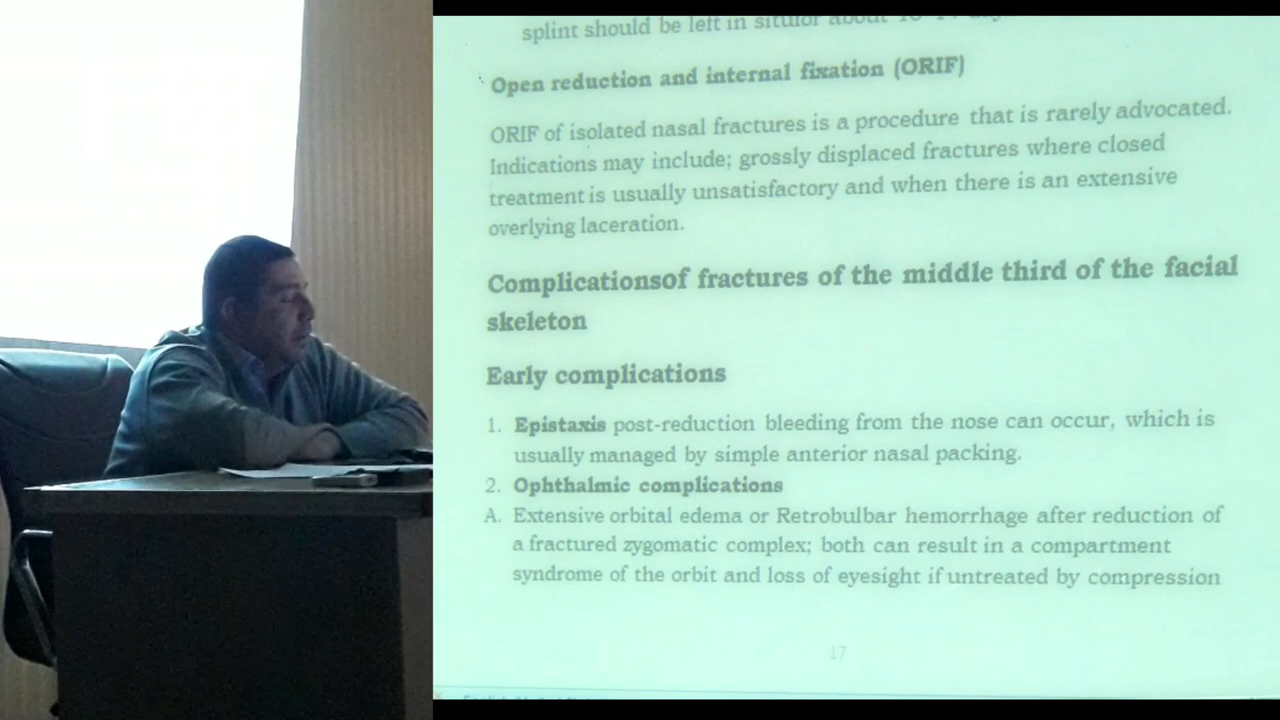 splint should be left in situfor about
Open reduction and internal fixation (ORIF)
ORIF of isolated nasal fractures is a procedure that is rarely advocated.
Indications may include; grossly displaced fractures where closed
treatment is usually unsatisfactory and when there is an extensive
overlying laceration.
Complicationsof fractures of the middle third of the facial
skeleton
Early complications
1. Epistaxis post-reduction bleeding from the nose can occur, which is
usually managed by simple anterior nasal packing.
2. Ophthalmic complications
A. Extensive orbital edema or Retrobulbar hemorrhage after reduction of
a fractured zygomatic complex; both can result in a compartment
syndrome of the orbit and loss of eyesight if untreated by compression
17